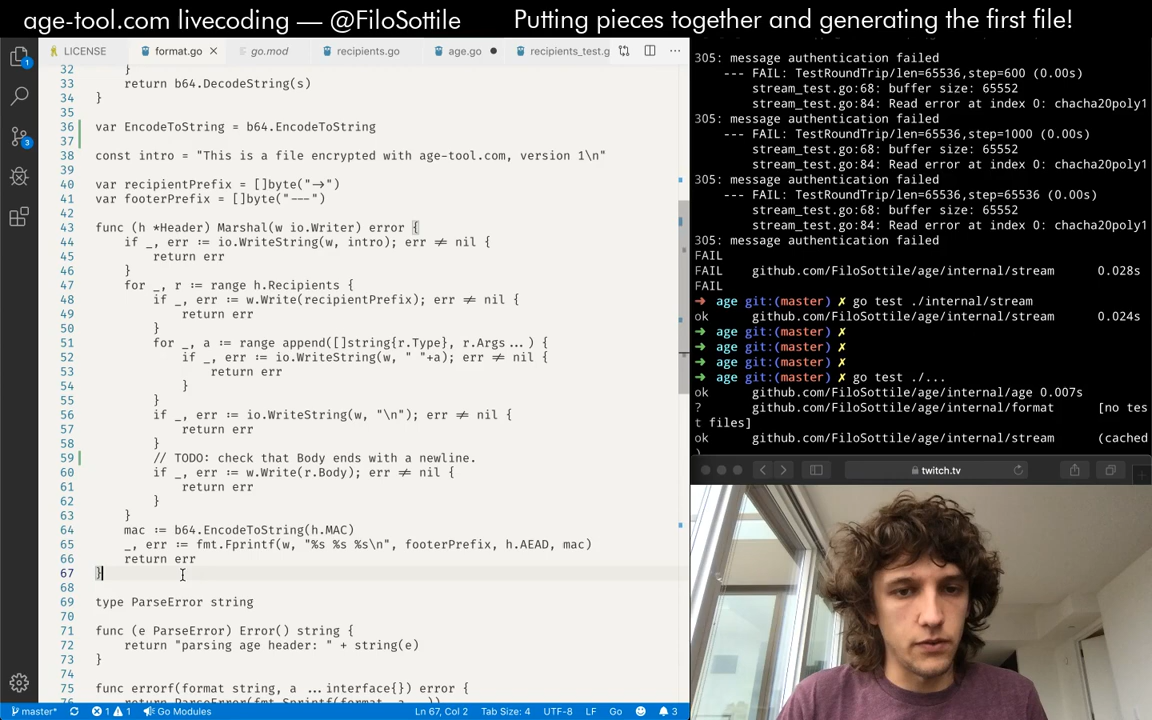 age-tool.com livecoding — @FiloSottile
Putting pieces together and generating the first file!
LICENSE
format.go
go.mod
recipients.go
age.go
recipients_test.g
32 }
33 return b64.DecodeString(s)
34 }
35
36 var EncodeToString = b64.EncodeToString
37
38 const intro = "This is a file encrypted with age-tool.com, version 1\n"
39
40 var recipientPrefix = []byte("->")
41 var footerPrefix = []byte("---")
42
43 func (h *Header) Marshal(w io.Writer) error {
44 if _, err := io.WriteString(w, intro); err ≠ nil {
45 return err
46 }
47 for _, r := range h.Recipients {
48 if _, err := w.Write(recipientPrefix); err ≠ nil {
49 return err
50 }
51 for _, a := range append([]string{r.Type}, r.Args...) {
52 if _, err := io.WriteString(w, " "+a); err ≠ nil {
53 return err
54 }
55 }
56 if _, err := io.WriteString(w, "\n"); err ≠ nil {
57 return err
58 }
59 // TODO: check that Body ends with a newline.
60 if _, err := w.Write(r.Body); err ≠ nil {
61 return err
62 }
63 }
64 mac := b64.EncodeToString(h.MAC)
65 _, err := fmt.Fprintf(w, "%s %s %s\n", footerPrefix, h.AEAD, mac)
66 return err
67 }
68
69 type ParseError string
70
71 func (e ParseError) Error() string {
72 return "parsing age header: " + string(e)
73 }
74
75 func errorf(format string, a ...interface{}) error {
master*
1
1
Go Modules
Ln 67, Col 2
Tab Size: 4
UTF-8
LF
Go
3
305: message authentication failed
--- FAIL: TestRoundTrip/len=65536,step=600 (0.00s)
stream_test.go:68: buffer size: 65552
stream_test.go:84: Read error at index 0: chacha20poly1
305: message authentication failed
--- FAIL: TestRoundTrip/len=65536,step=1000 (0.00s)
stream_test.go:68: buffer size: 65552
stream_test.go:84: Read error at index 0: chacha20poly1
305: message authentication failed
--- FAIL: TestRoundTrip/len=65536,step=65536 (0.00s)
stream_test.go:68: buffer size: 65552
stream_test.go:84: Read error at index 0: chacha20poly1
305: message authentication failed
FAIL
FAIL github.com/FiloSottile/age/internal/stream 0.028s
FAIL
→ age git:(master) ✗ go test ./internal/stream
ok github.com/FiloSottile/age/internal/stream 0.024s
→ age git:(master) ✗
→ age git:(master) ✗
→ age git:(master) ✗
→ age git:(master) ✗ go test ./...
ok github.com/FiloSottile/age/internal/age 0.007s
? github.com/FiloSottile/age/internal/format [no tes
t files]
ok github.com/FiloSottile/age/internal/stream (cached
)
twitch.tv